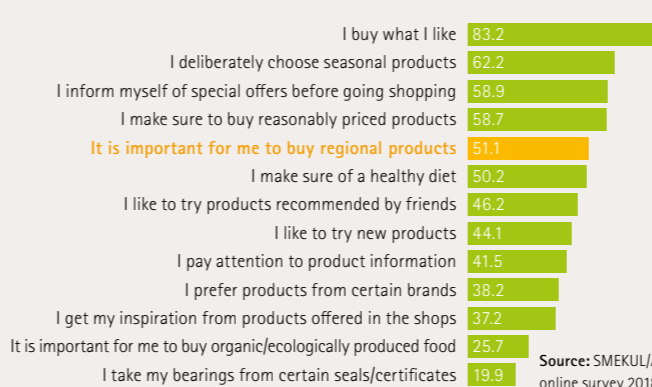 I buy what I like 83.2
I deliberately choose seasonal products 62.2
I inform myself of special offers before going shopping 58.9
I make sure to buy reasonably priced products 58.7
It is important for me to buy regional products 51.1
I make sure of a healthy diet 50.2
I like to try products recommended by friends 46.2
I like to try new products 44.1
I pay attention to product information 41.5
I prefer products from certain brands 38.2
I get my inspiration from products offered in the shops 37.2
It is important for me to buy organic/ecologically produced food 25.7
Source: SMEKUL/
I take my bearings from certain seals/certificates 19.9
online survey